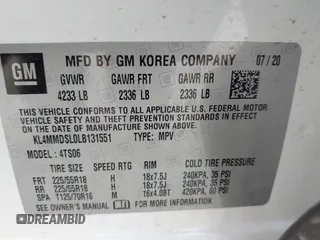 GM
MFD BY GM KOREA COMPANY 07/20
GVWR GAWR FRT GAWR RR
4233 LB 2336 LB 2336 LB
THIS VEHICLE CONFORMS TO ALL APPLICABLE U.S. FEDERAL MOTOR VEHICLE
SAFETY AND THEFT PREVENTION STANDARDS IN EFFECT ON THE DATE
OF MANUFACTURE SHOWN ABOVE.
KL4MMDSL0LB131551 TYPE: MPV
MODEL: 4TS06
TIRE SIZE SPEED RTG RIM COLD TIRE PRESSURE
FRT 225/55R18 H 18x7.5J 240KPA, 35 PSI
RR 225/55R18 H 18x7.5J 240KPA, 35 PSI
SPA T125/70R16 M 16x4.0BT 420KPA, 60 PSI
SEE OWNER'S MANUAL FOR MORE INFORMATION.
DREAMBID
DREAMBID.COM